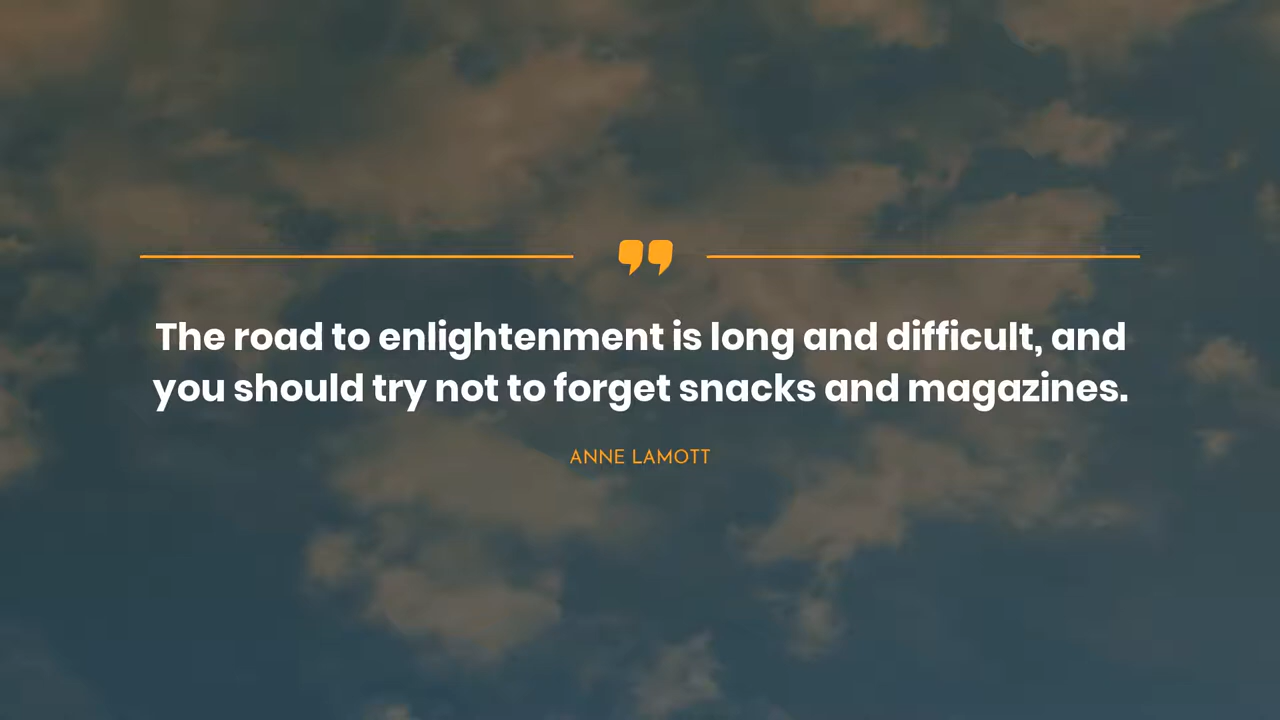 The road to enlightenment is long and difficult, and
you should try not to forget snacks and magazines.
ANNE LAMOTT